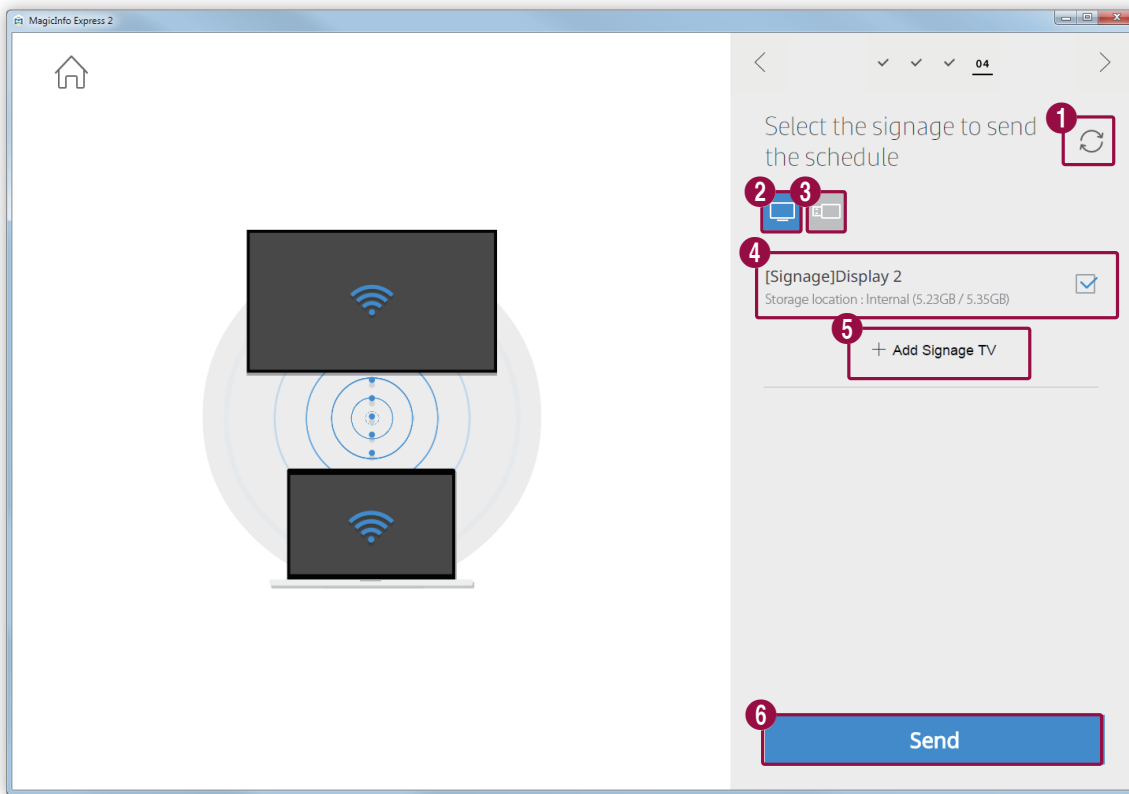 MagicInfo Express 2
04
Select the signage to send
the schedule
1
2
3
4
[Signage]Display 2
Storage location : Internal (5.23GB / 5.35GB)
5
+ Add Signage TV
6
Send